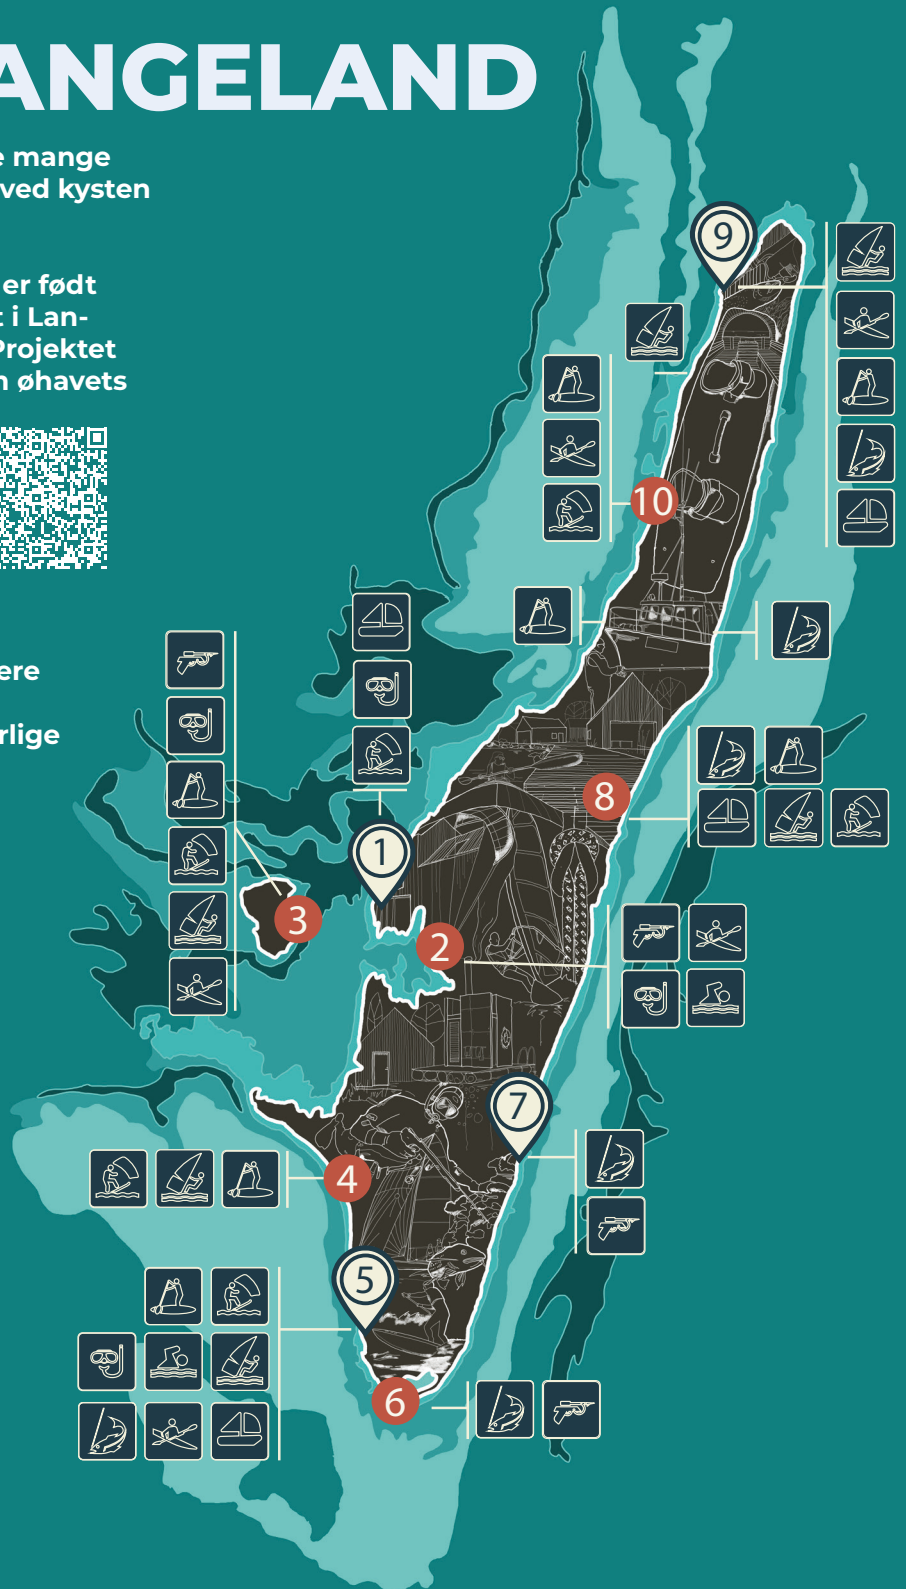 ANGELAND
e mange
ved kysten
er født
t i Lan-
Projektet
n øhavets
ere
rlige
9
10
8
1
3
2
7
4
5
6